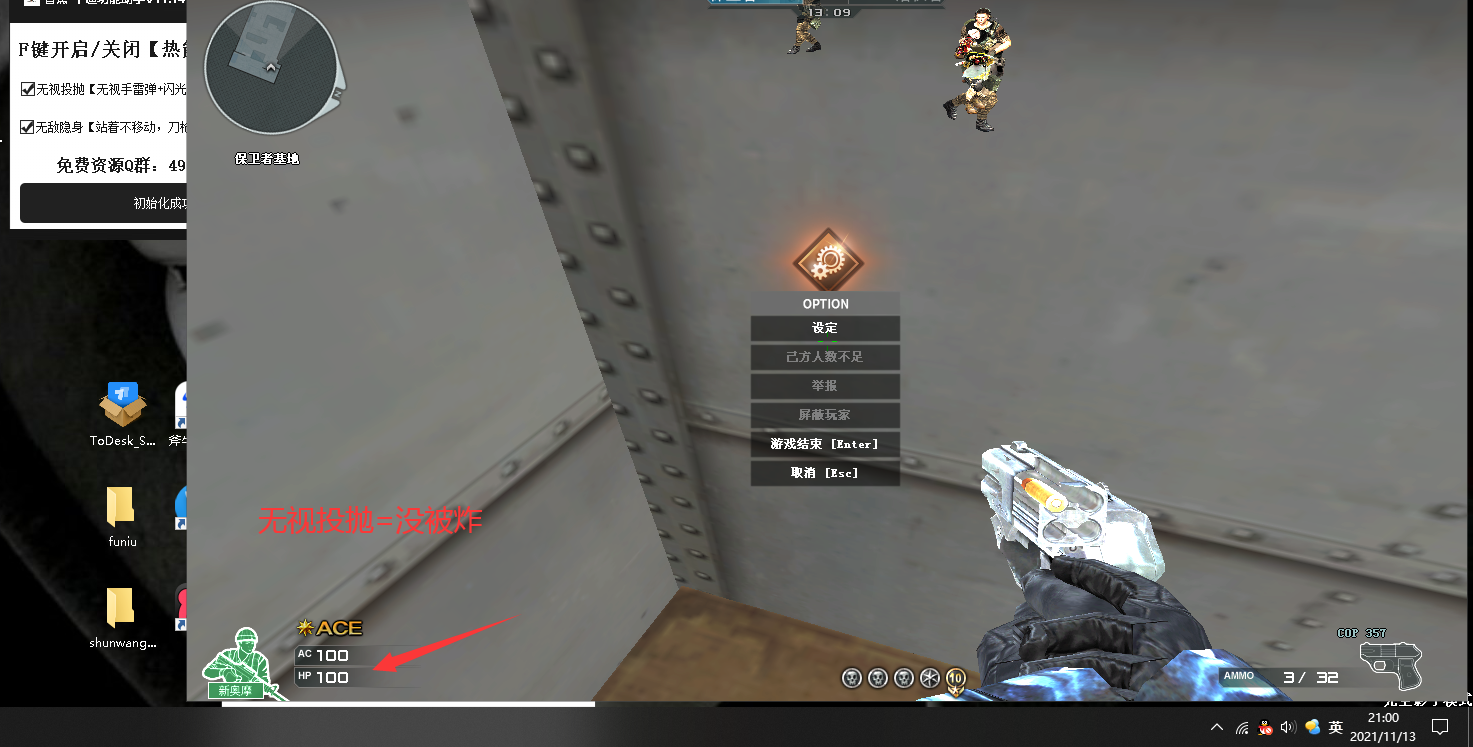 F键开启/关闭【热
无视投抛【无视手雷弹+闪光
无敌隐身【站着不移动，刀
免费资源Q群：49
初始化成功
13:09
保卫者基地
OPTION
设定
己方人数不足
举报
屏蔽玩家
游戏结束 [Enter]
取消 [Esc]
ToDesk_S...
funiu
shunwang...
无视投抛=没被炸
ACE
AC 100
HP 100
新奥摩
10
COP 357
AMMO 3/ 32
英
21:00
2021/11/13